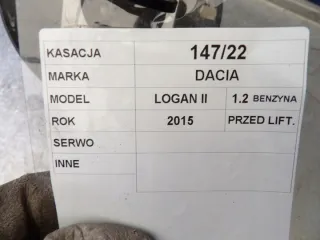 KASACJA 147/22
MARKA DACIA
MODEL LOGAN II 1.2 BENZYNA
ROK 2015 PRZED LIFT.
SERWO
INNE